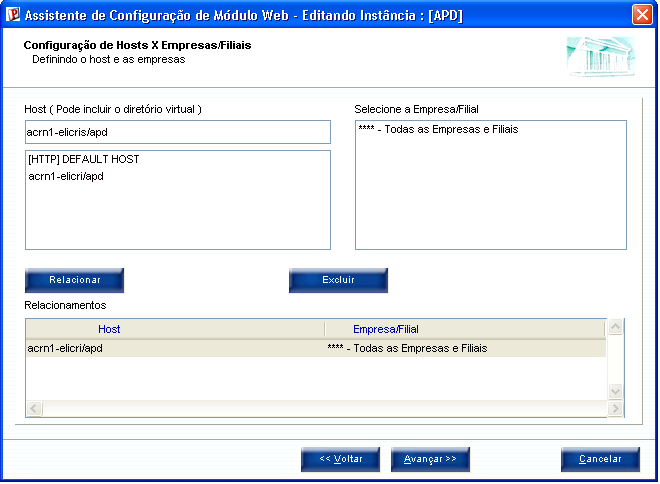 Assistente de Configuração de Módulo Web - Editando Instância : [APD]
Configuração de Hosts X Empresas/Filiais
Definindo o host e as empresas
Host ( Pode incluir o diretório virtual )
Selecione a Empresa/Filial
acrn1-elicris/apd
**** - Todas as Empresas e Filiais
[HTTP] DEFAULT HOST
acrn1-elicri/apd
Relacionar
Excluir
Relacionamentos
Host
Empresa/Filial
acrn1-elicri/apd
**** - Todas as Empresas e Filiais
<< Voltar
Avançar >>
Cancelar